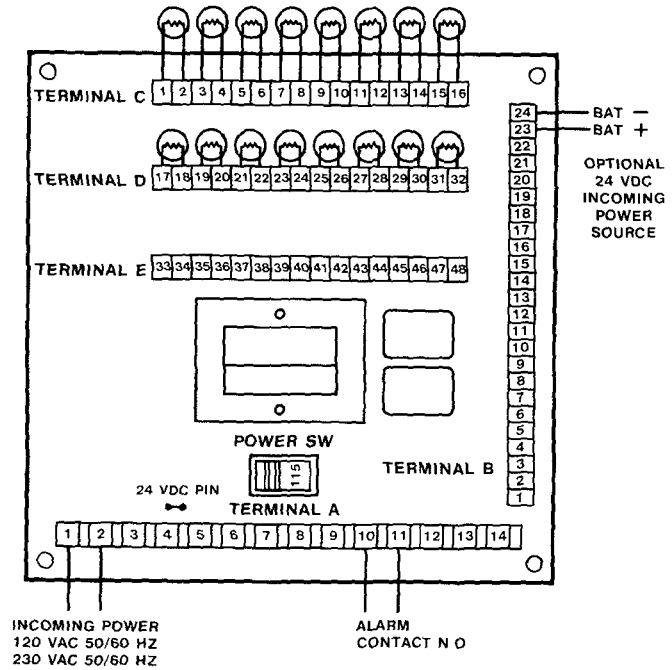 TERMINAL C 1 2 3 4 5 6 7 8 9 10 11 12 13 14 15 16
24 BAT -
23 BAT +
22
21
20
19
18
17
16
15
14
13
12
11
10
9
8
7
6
5
4
3
2
1
OPTIONAL
24 VDC
INCOMING
POWER
SOURCE
TERMINAL D 17 18 19 20 21 22 23 24 25 26 27 28 29 30 31 32
TERMINAL E 33 34 35 36 37 38 39 40 41 42 43 44 45 46 47 48
POWER SW
115
TERMINAL B
24 VDC PIN
TERMINAL A
1 2 3 4 5 6 7 8 9 10 11 12 13 14
INCOMING POWER
120 VAC 50/60 HZ
230 VAC 50/60 HZ
ALARM
CONTACT N O